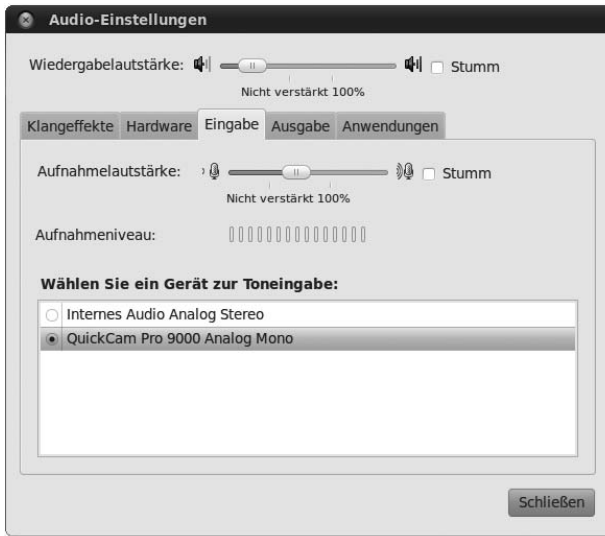 Audio-Einstellungen
Wiedergabelautstärke: Stumm
Nicht verstärkt 100%
Klangeffekte Hardware Eingabe Ausgabe Anwendungen
Aufnahmelautstärke: Stumm
Nicht verstärkt 100%
Aufnahmeniveau:
Wählen Sie ein Gerät zur Toneingabe:
Internes Audio Analog Stereo
QuickCam Pro 9000 Analog Mono
Schließen